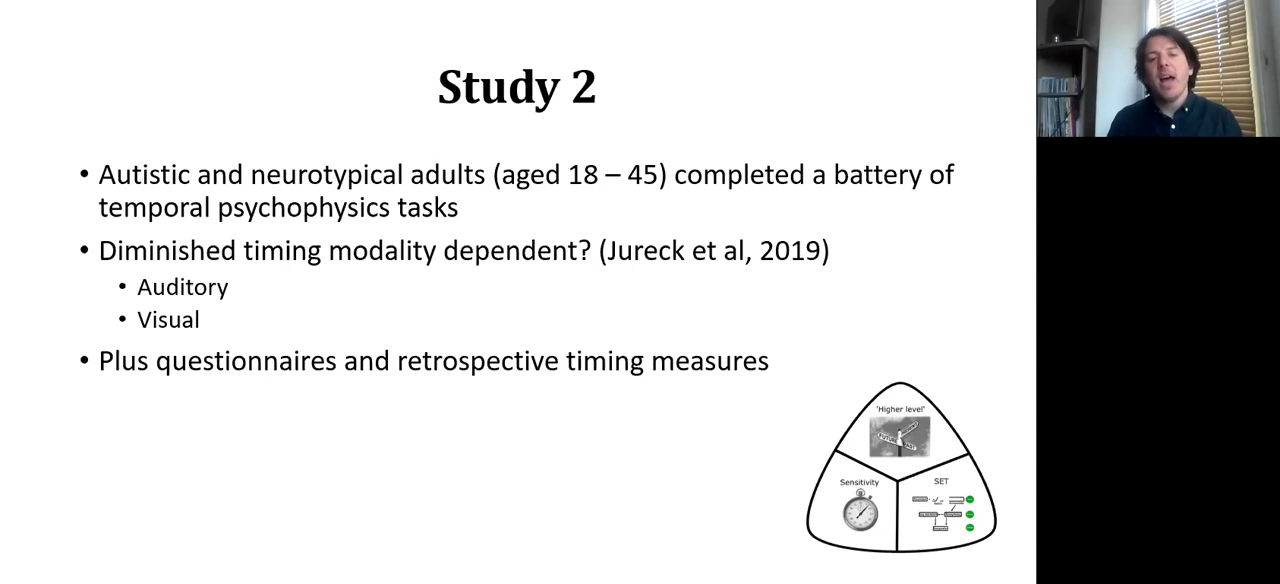 Study 2
• Autistic and neurotypical adults (aged 18 – 45) completed a battery of
temporal psychophysics tasks
• Diminished timing modality dependent? (Jureck et al, 2019)
• Auditory
• Visual
• Plus questionnaires and retrospective timing measures
'Higher level'
Sensitivity
SET